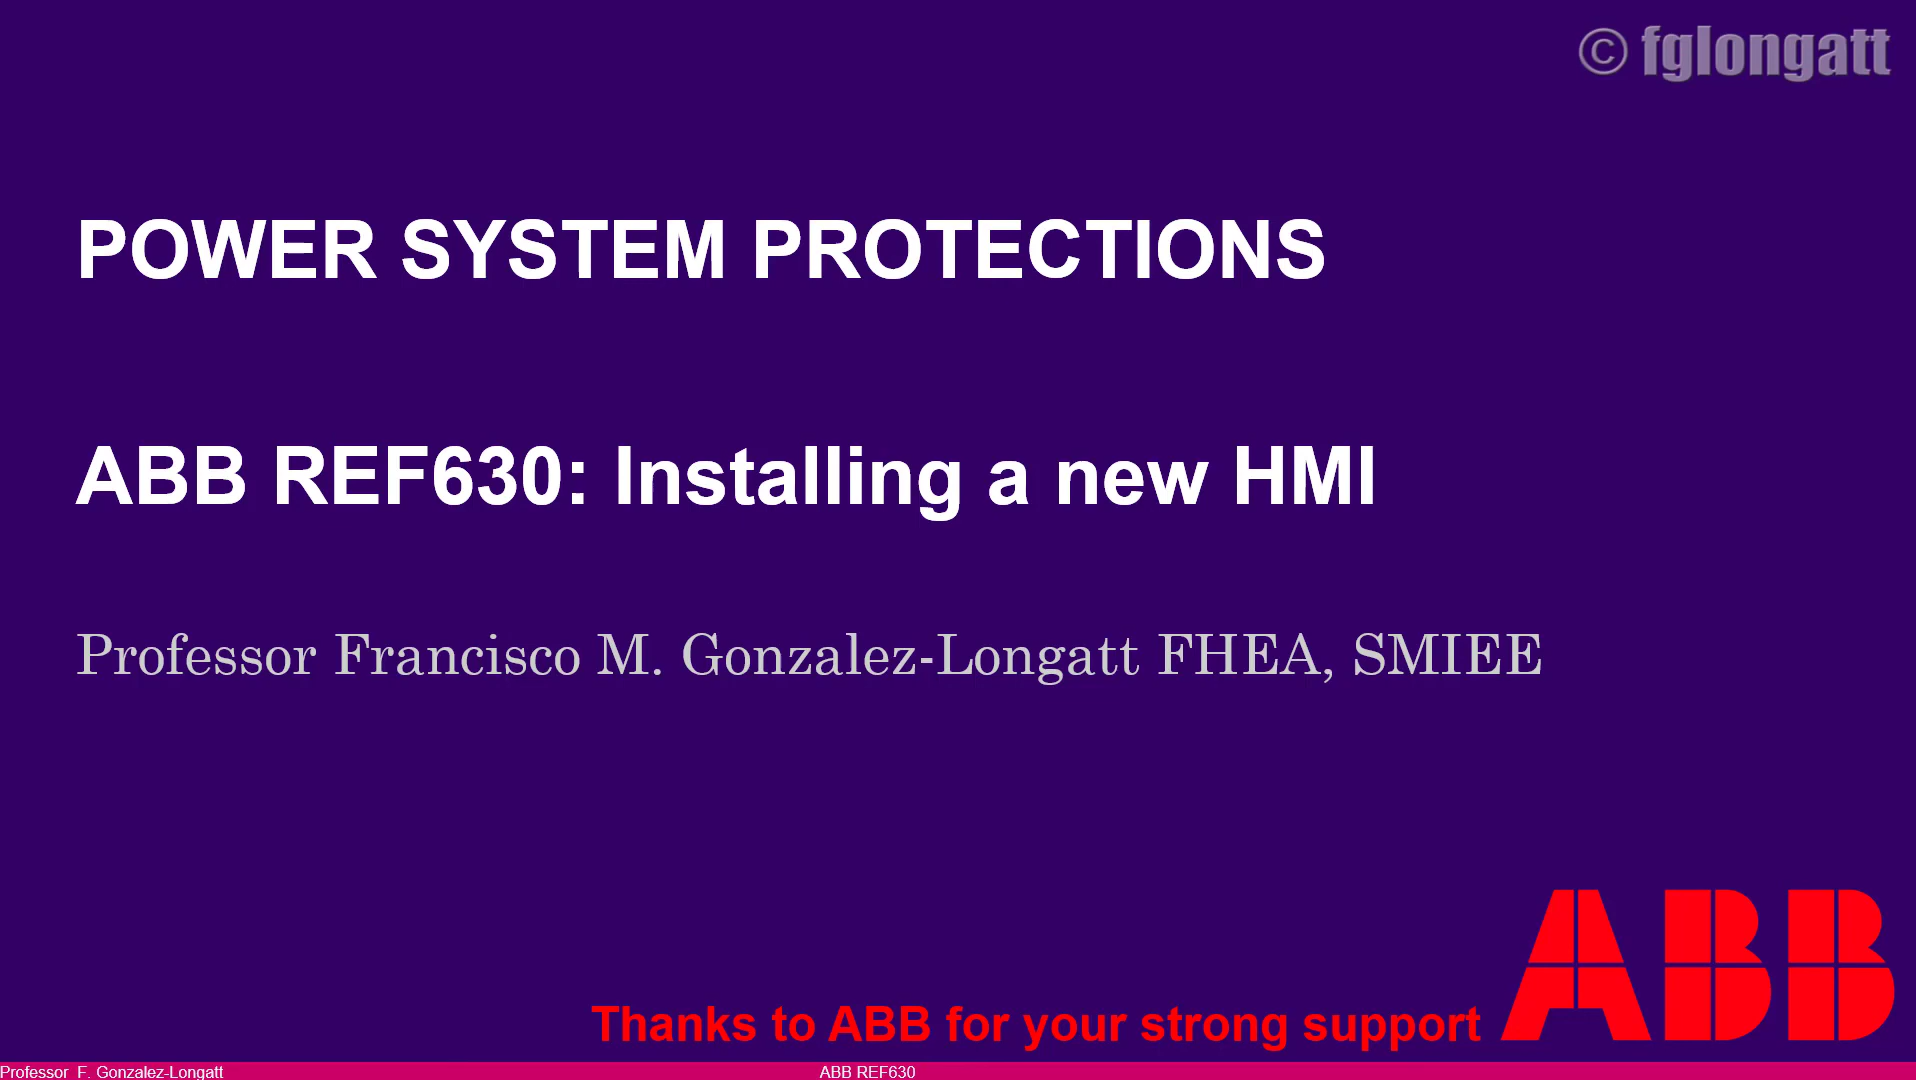 © fglongatt
POWER SYSTEM PROTECTIONS
ABB REF630: Installing a new HMI
Professor Francisco M. Gonzalez-Longatt FHEA, SMIEE
Thanks to ABB for your strong support
ABB
Professor F. Gonzalez-Longatt
ABB REF630